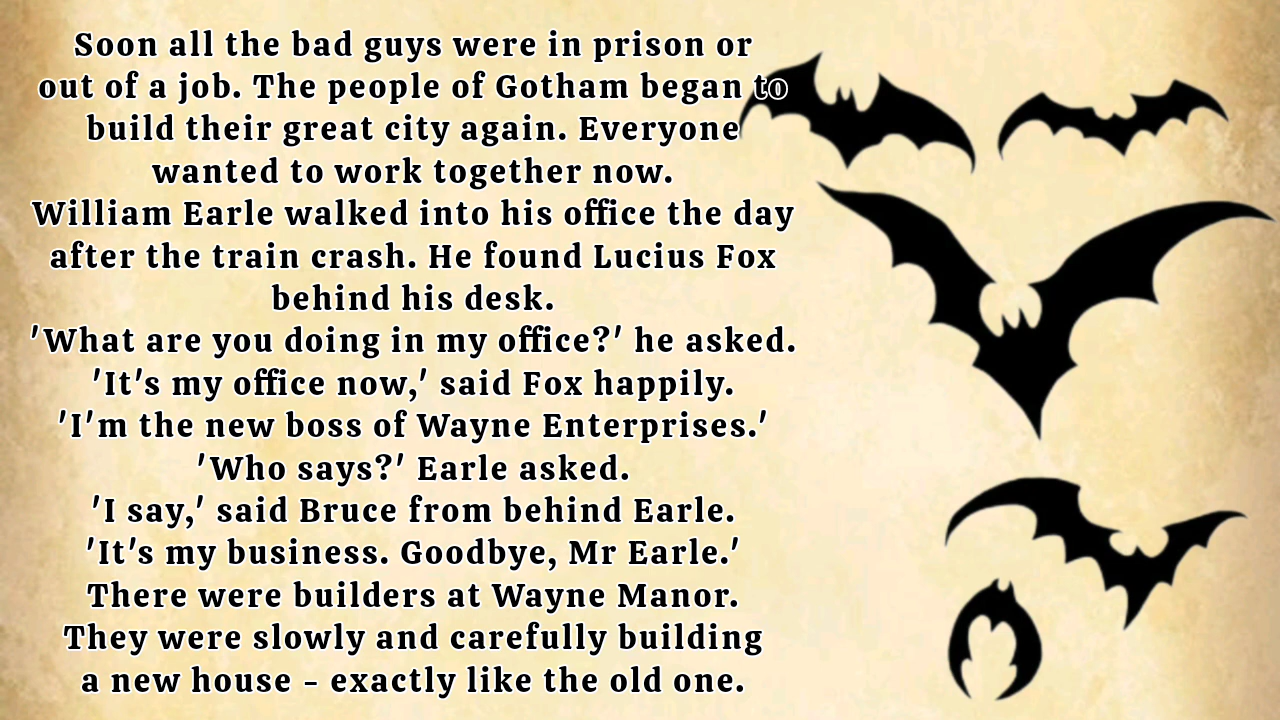 Soon all the bad guys were in prison or
out of a job. The people of Gotham began to
build their great city again. Everyone
wanted to work together now.
William Earle walked into his office the day
after the train crash. He found Lucius Fox
behind his desk.
'What are you doing in my office?' he asked.
'It's my office now,' said Fox happily.
'I'm the new boss of Wayne Enterprises.'
'Who says?' Earle asked.
'I say,' said Bruce from behind Earle.
'It's my business. Goodbye, Mr Earle.'
There were builders at Wayne Manor.
They were slowly and carefully building
a new house - exactly like the old one.